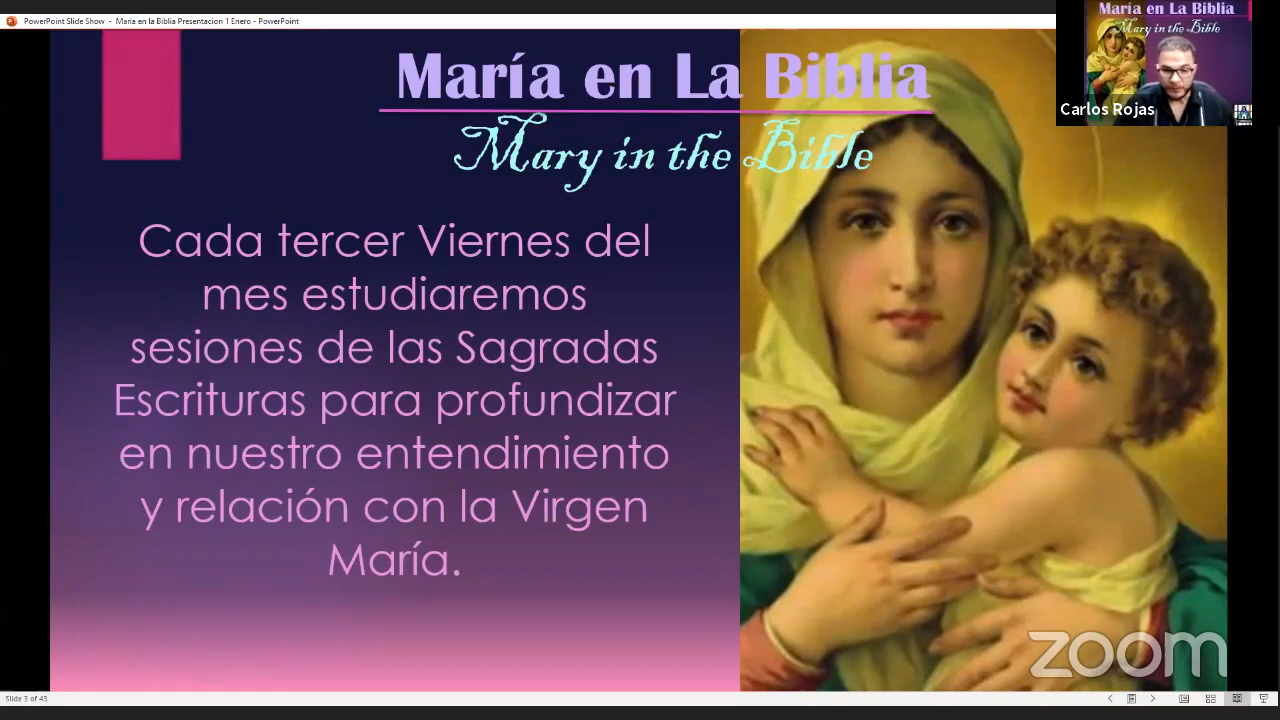 PowerPoint Slide Show - Maria en la Biblia Presentacion 1 Enero - PowerPoint
María en La Biblia
Mary in the Bible
Carlos Rojas
María en La Biblia
Mary in the Bible
Cada tercer Viernes del
mes estudiaremos
sesiones de las Sagradas
Escrituras para profundizar
en nuestro entendimiento
y relación con la Virgen
María.
zoom
Slide 3 of 43